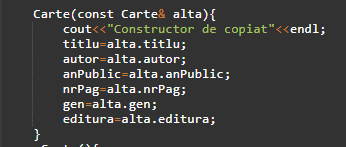 Carte(const Carte& alta){
cout<<"Constructor de copiat"<<endl;
titlu=alta.titlu;
autor=alta.autor;
anPublic=alta.anPublic;
nrPag=alta.nrPag;
gen=alta.gen;
editura=alta.editura;
}